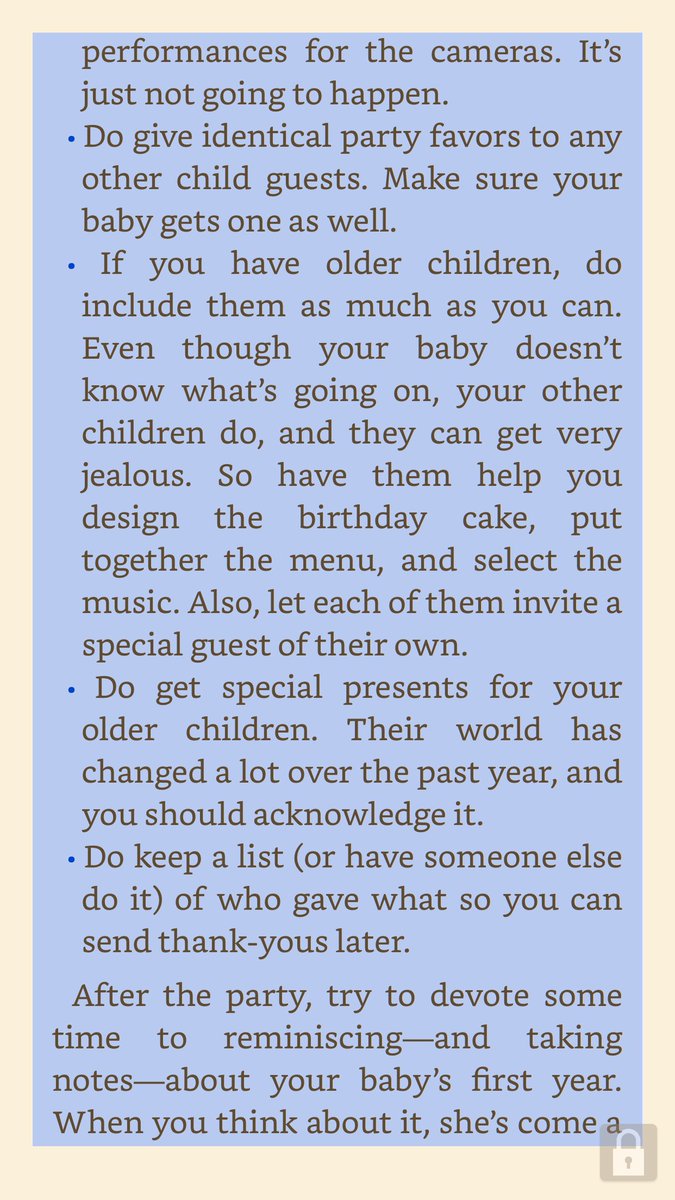 performances for the cameras. It’s
just not going to happen.
• Do give identical party favors to any
other child guests. Make sure your
baby gets one as well.
• If you have older children, do
include them as much as you can.
Even though your baby doesn’t
know what’s going on, your other
children do, and they can get very
jealous. So have them help you
design the birthday cake, put
together the menu, and select the
music. Also, let each of them invite a
special guest of their own.
• Do get special presents for your
older children. Their world has
changed a lot over the past year, and
you should acknowledge it.
• Do keep a list (or have someone else
do it) of who gave what so you can
send thank-yous later.
After the party, try to devote some
time to reminiscing—and taking
notes—about your baby’s first year.
When you think about it, she’s come a